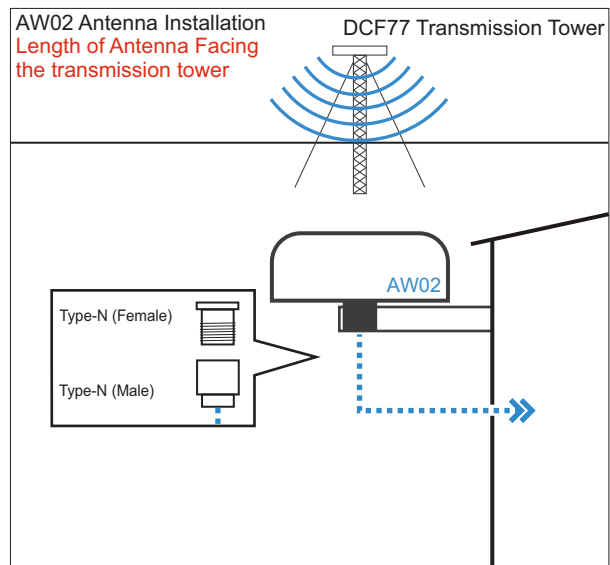 AW02 Antenna Installation
Length of Antenna Facing
the transmission tower
DCF77 Transmission Tower
AW02
Type-N (Female)
Type-N (Male)